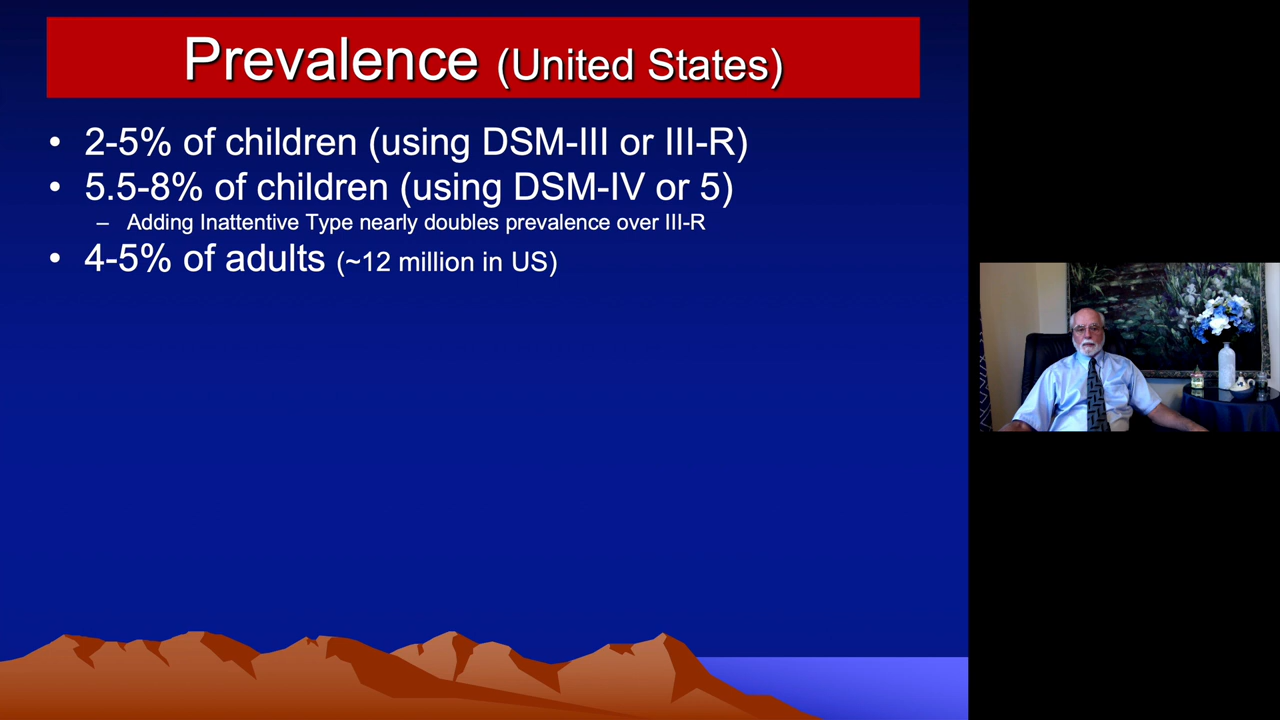 Prevalence (United States)
• 2-5% of children (using DSM-III or III-R)
• 5.5-8% of children (using DSM-IV or 5)
– Adding Inattentive Type nearly doubles prevalence over III-R
• 4-5% of adults (~12 million in US)